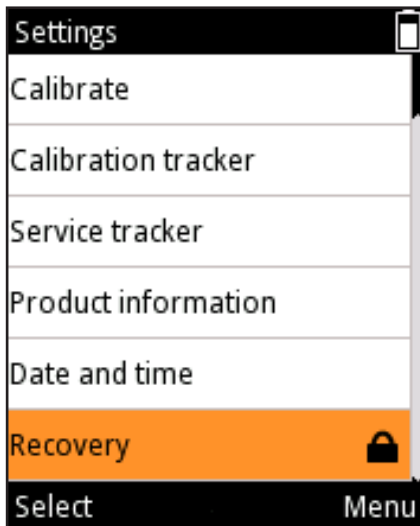 Settings
Calibrate
Calibration tracker
Service tracker
Product information
Date and time
Recovery
Select Menu